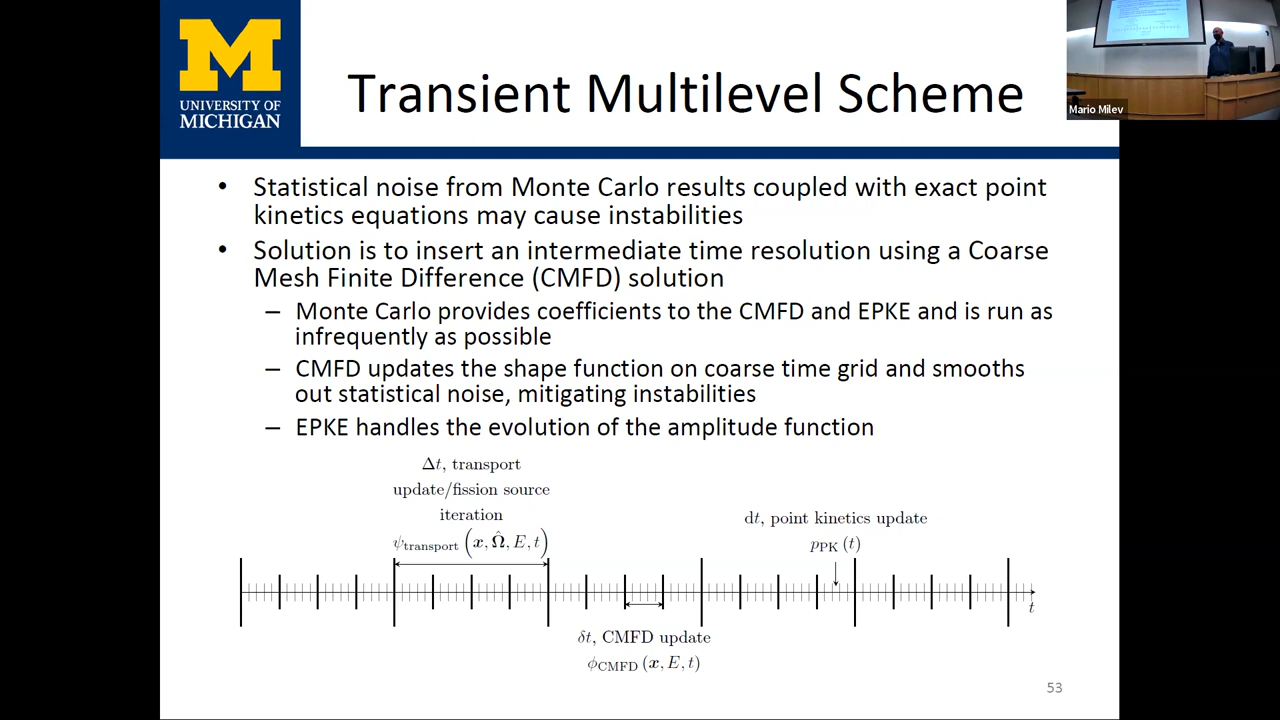 UNIVERSITY OF
MICHIGAN
Transient Multilevel Scheme
Mario Milev
• Statistical noise from Monte Carlo results coupled with exact point
kinetics equations may cause instabilities
• Solution is to insert an intermediate time resolution using a Coarse
Mesh Finite Difference (CMFD) solution
– Monte Carlo provides coefficients to the CMFD and EPKE and is run as
infrequently as possible
– CMFD updates the shape function on coarse time grid and smooths
out statistical noise, mitigating instabilities
– EPKE handles the evolution of the amplitude function
Δt, transport
update/fission source
iteration
ψtransport (x, Ω̂, E, t)
dt, point kinetics update
pPK (t)
t
δt, CMFD update
ϕCMFD (x, E, t)
53